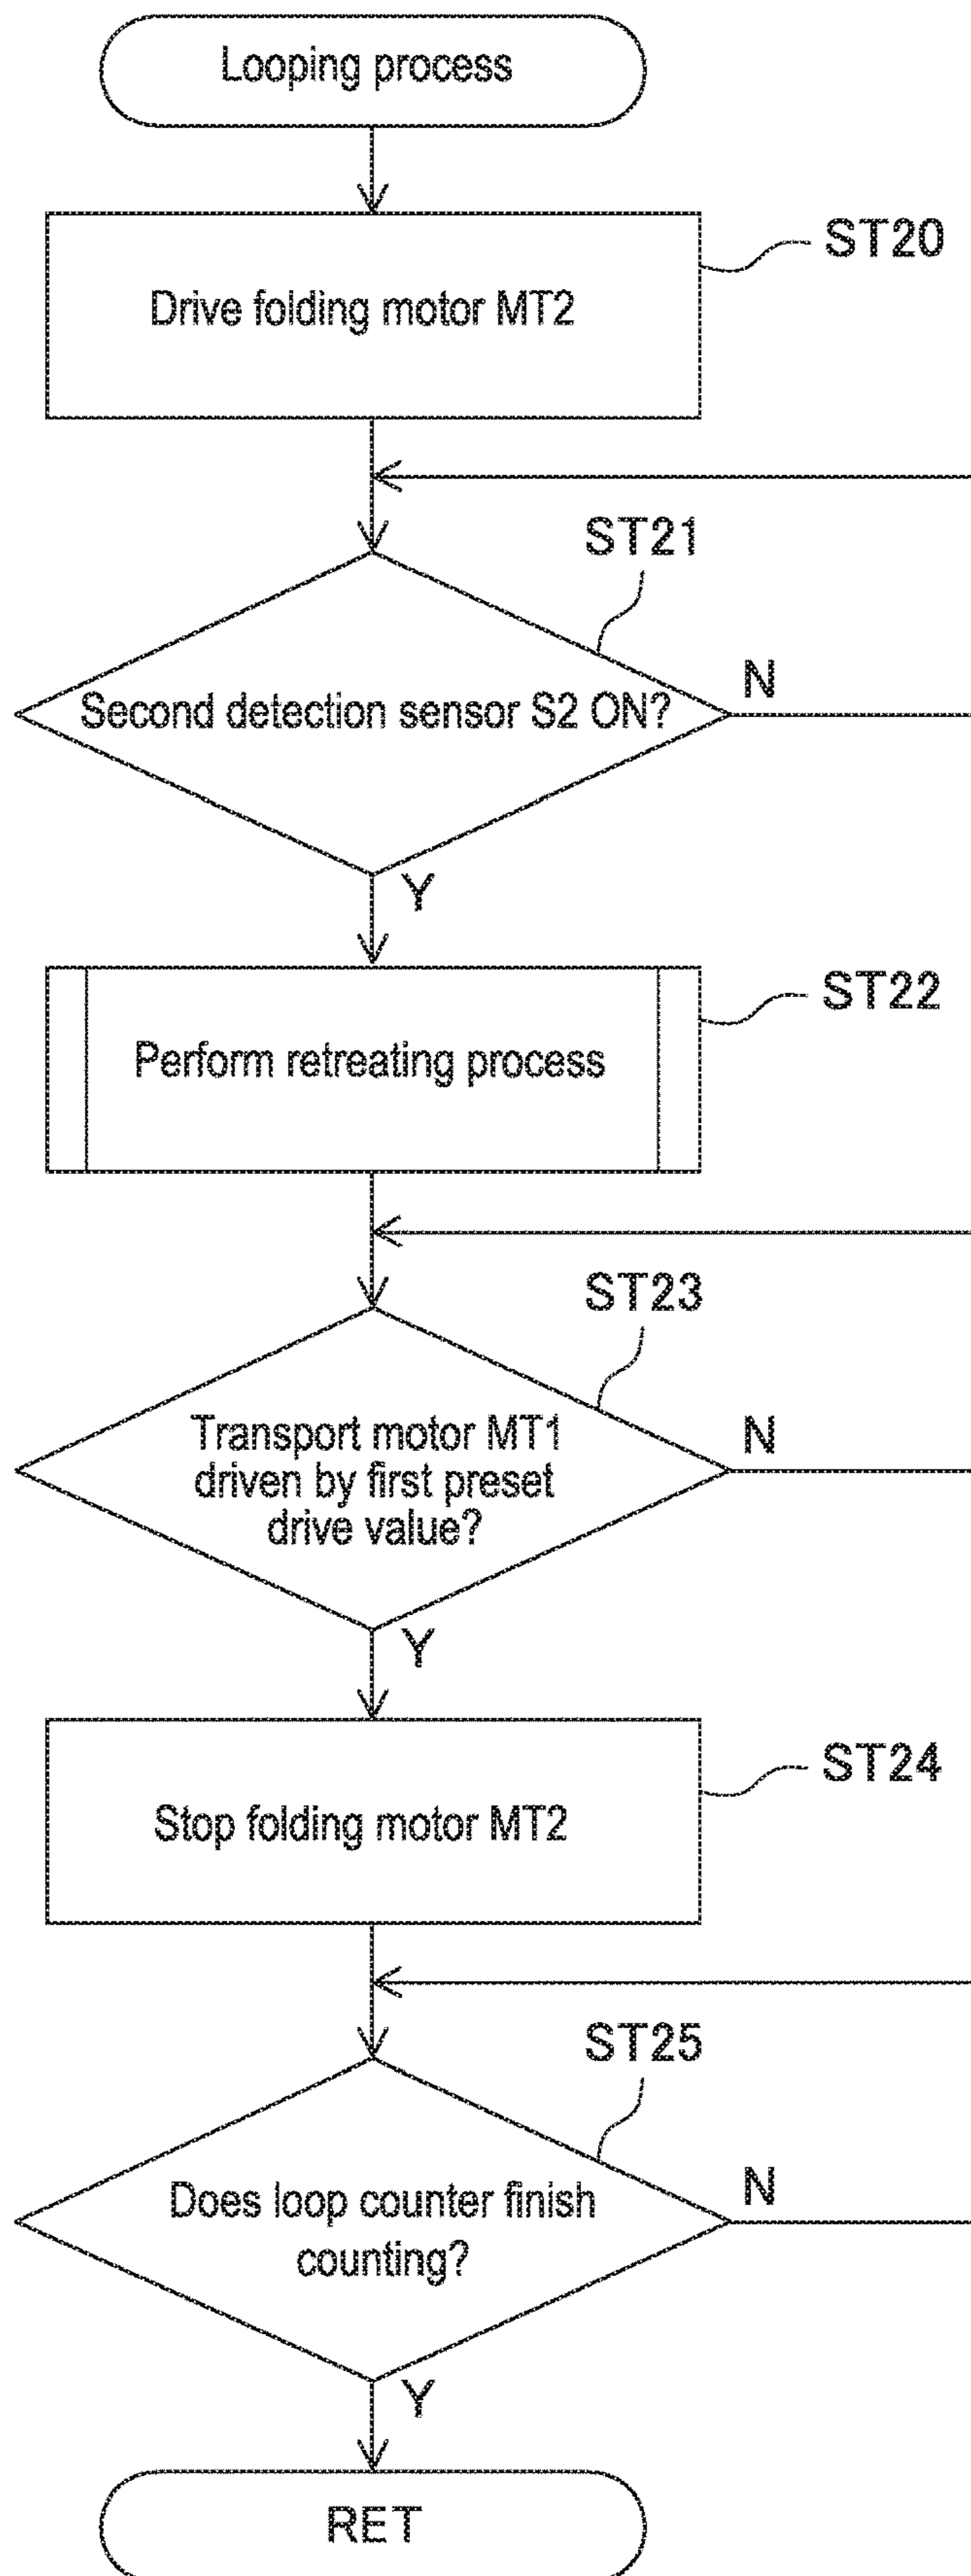 Looping process
ST20
Drive folding motor MT2
ST21
Second detection sensor S2 ON?
N
Y
ST22
Perform retreating process
ST23
Transport motor MT1
driven by first preset
drive value?
N
Y
ST24
Stop folding motor MT2
ST25
Does loop counter finish
counting?
N
Y
RET